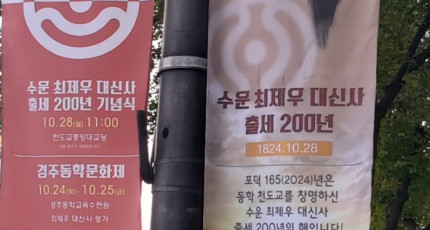 수운 최제우 대신사
출세 200년 기념식
10.28(월) 11:00
천도교중앙대교당
경주동학문화제
10.24(목)~10.25(금)
경주동학교육수련원
최제우 대신사 생가
수운 최제우 대신사
출세 200년
1824.10.28
포덕 165(2024)년은
동학 천도교를 창명하신
수운 최제우 대신사
출세 200년의 해입니다!